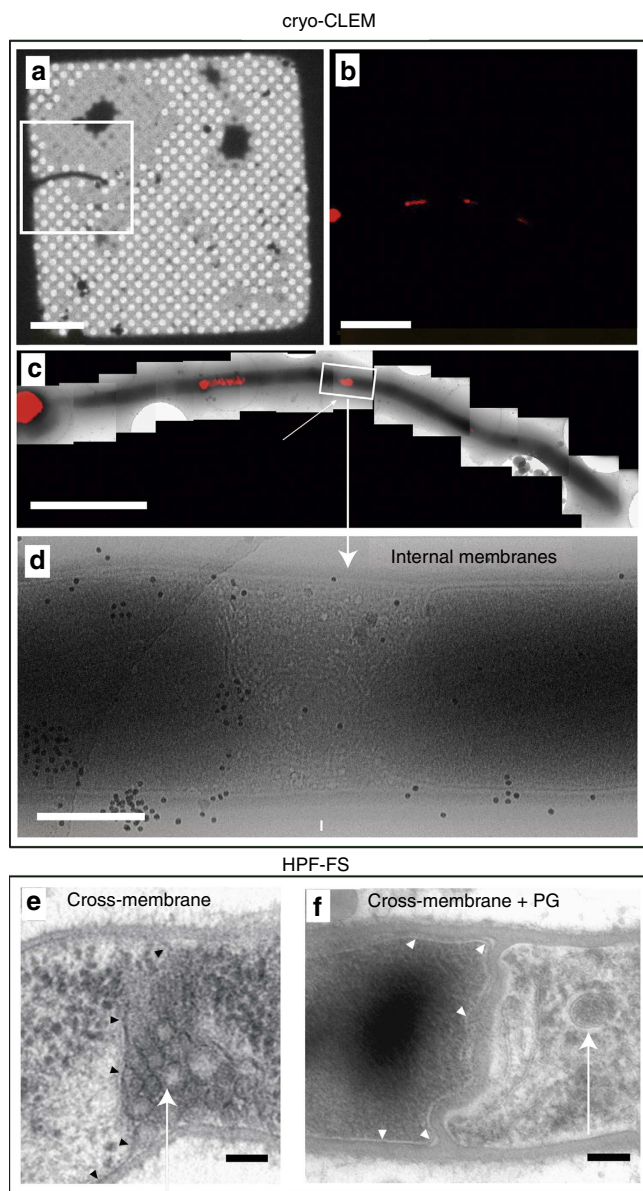 cryo-CLEM
a
b
c
d
Internal membranes
HPF-FS
e
Cross-membrane
f
Cross-membrane + PG